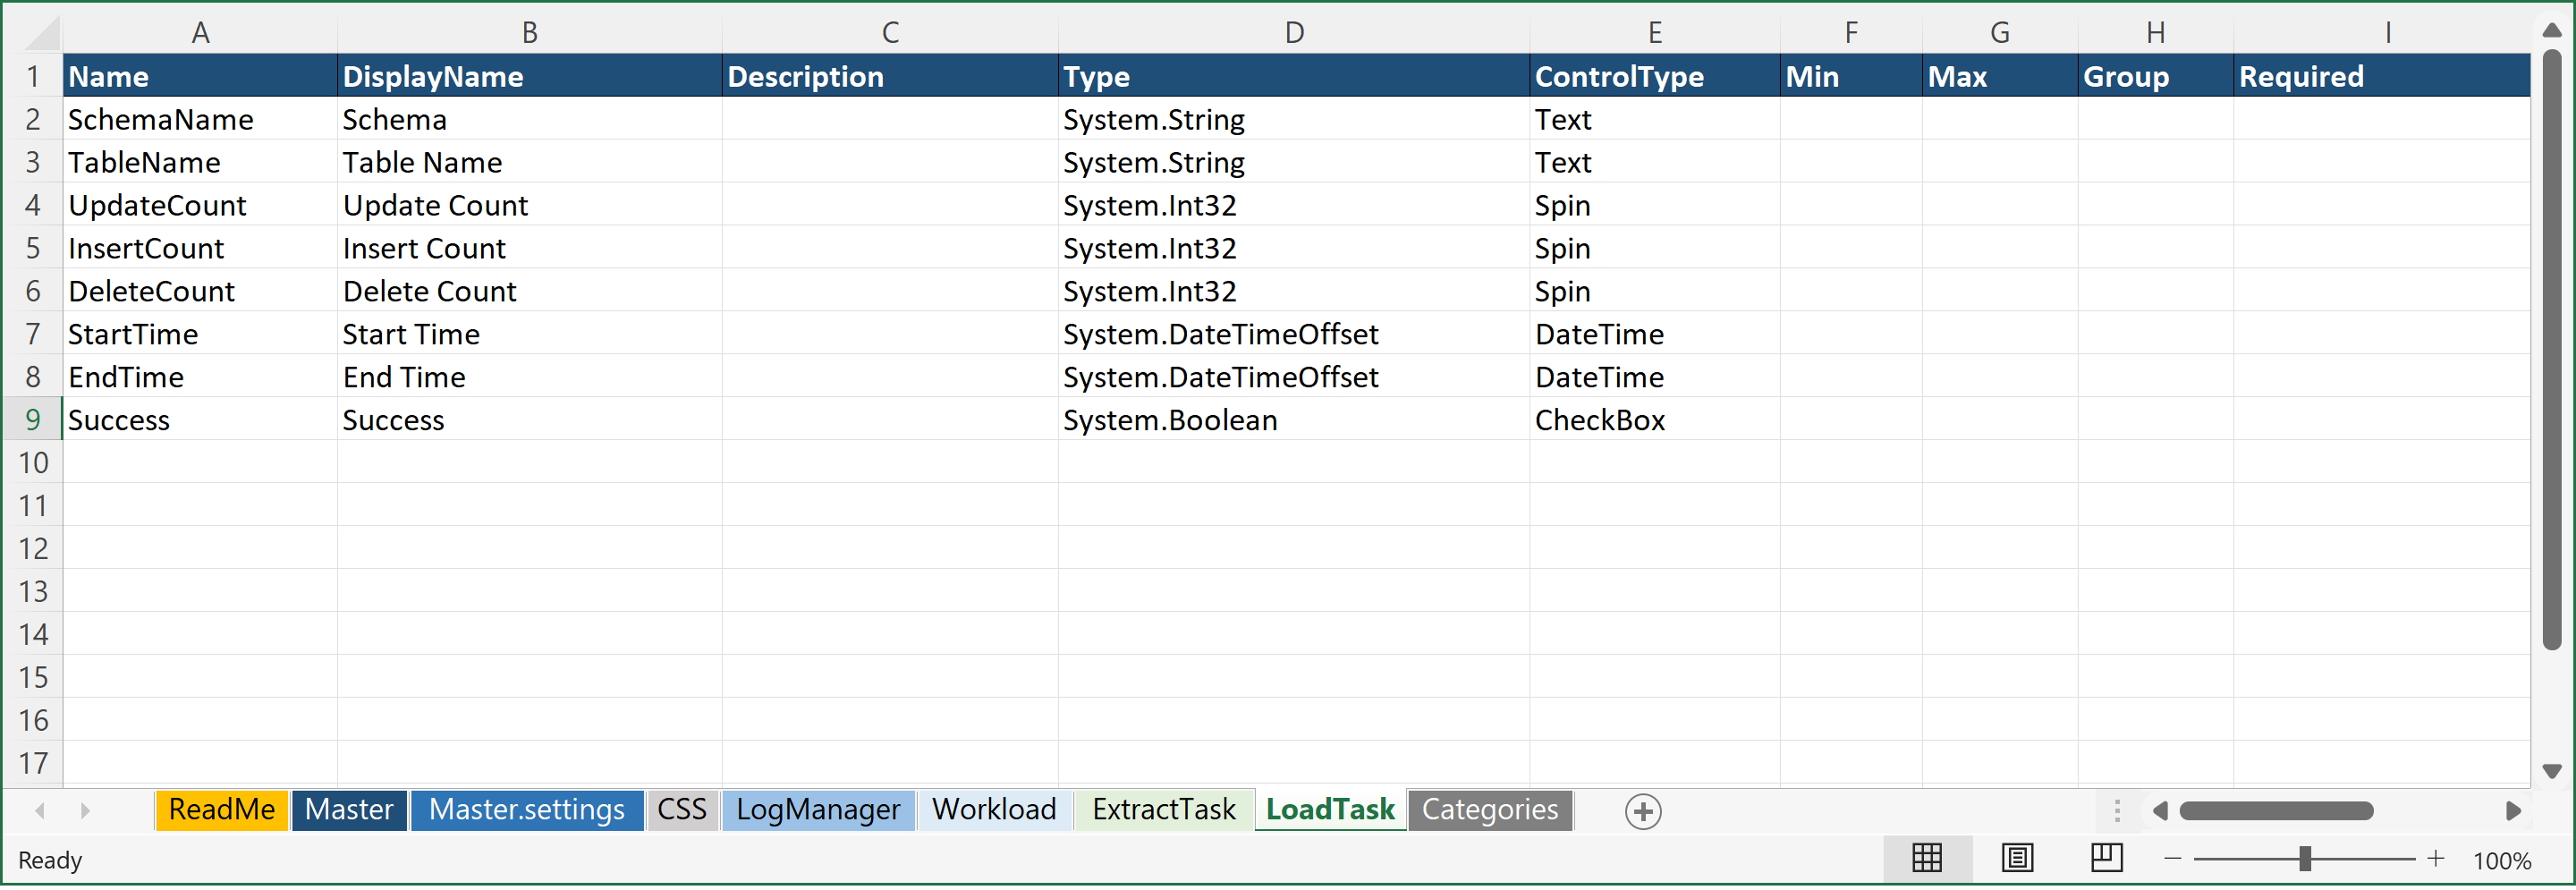 A B C D E F G H I
1 Name DisplayName Description Type ControlType Min Max Group Required
2 SchemaName Schema System.String Text
3 TableName Table Name System.String Text
4 UpdateCount Update Count System.Int32 Spin
5 InsertCount Insert Count System.Int32 Spin
6 DeleteCount Delete Count System.Int32 Spin
7 StartTime Start Time System.DateTimeOffset DateTime
8 EndTime End Time System.DateTimeOffset DateTime
9 Success Success System.Boolean CheckBox
10
11
12
13
14
15
16
17
ReadMe Master Master.settings CSS LogManager Workload ExtractTask LoadTask Categories
Ready 100%